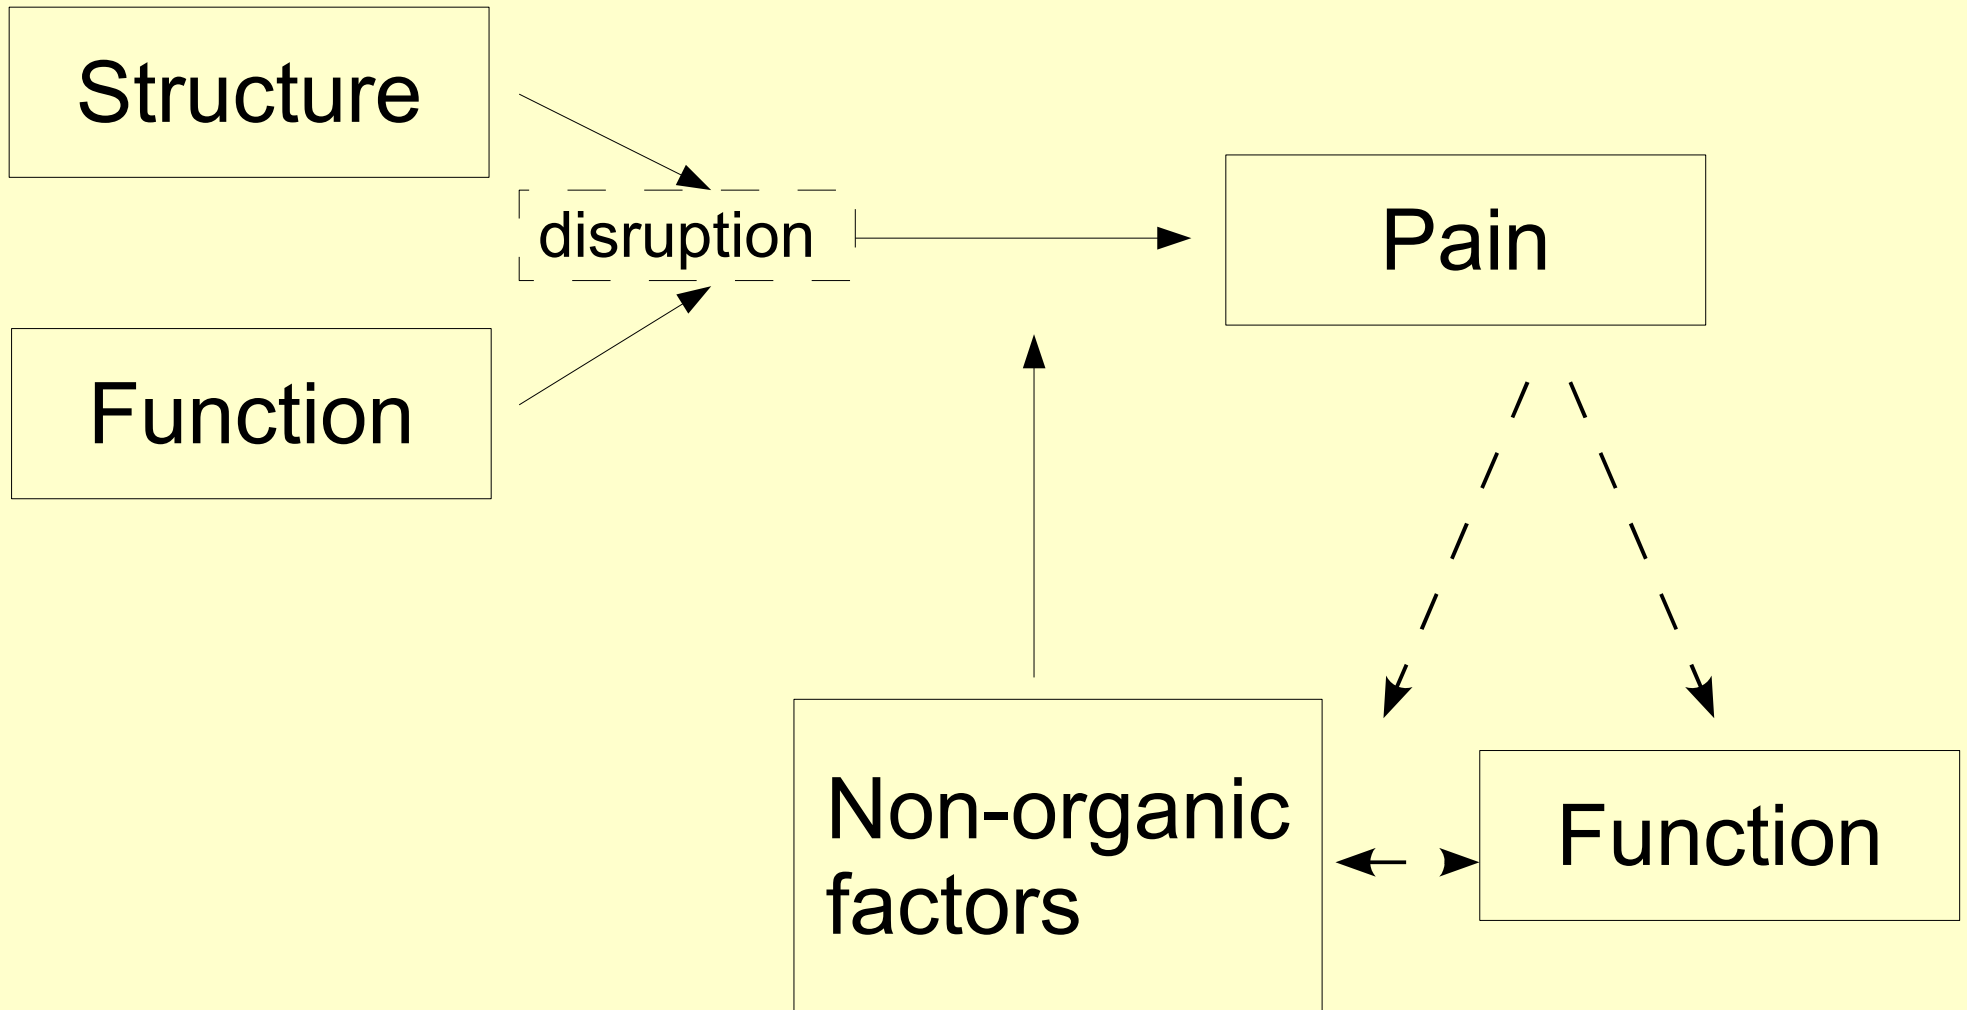 Structure
disruption
Pain
Function
Non-organic
factors
Function